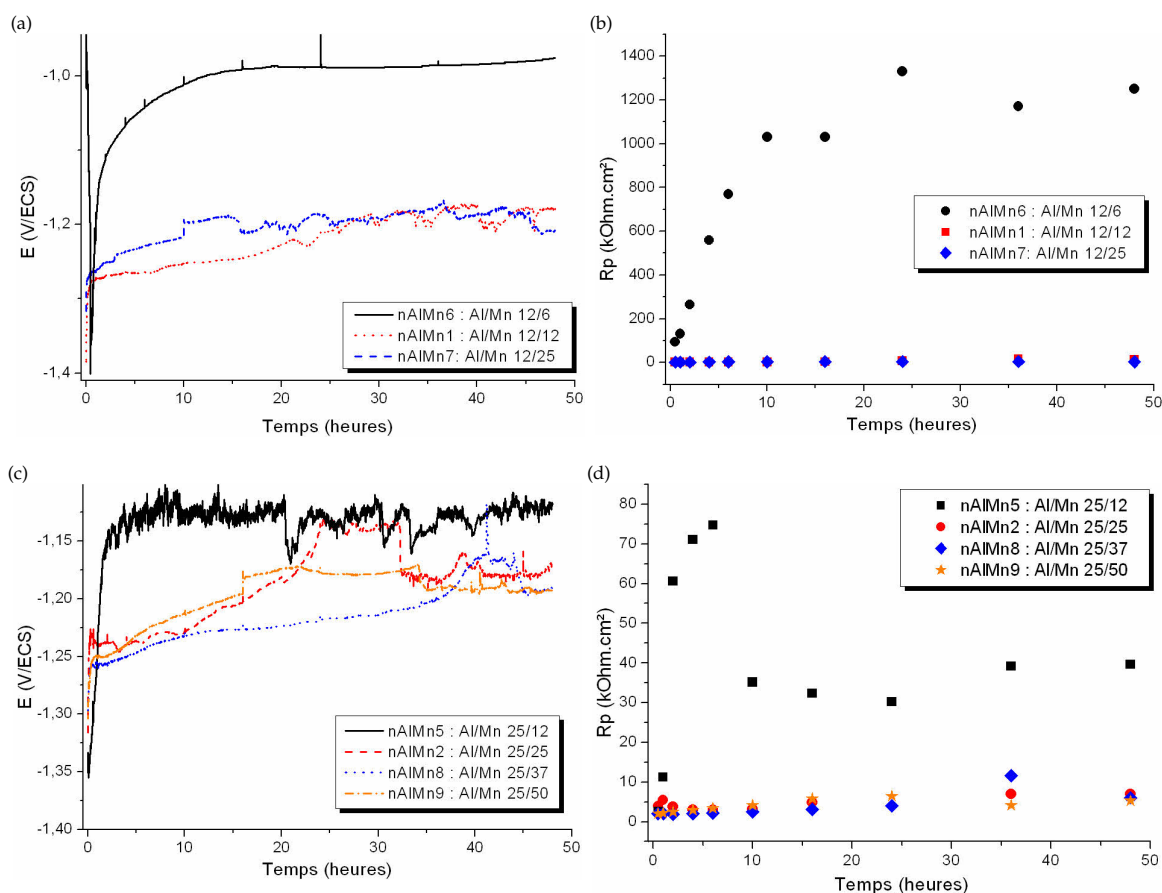 (a)
-1,0
-1,2
-1,4
E (V/ECS)
0
10
20
30
40
50
Temps (heures)
nAlMn6 : Al/Mn 12/6
nAlMn1 : Al/Mn 12/12
nAlMn7: Al/Mn 12/25
(b)
1400
1200
1000
800
600
400
200
0
Rp (kOhm.cm²)
0
10
20
30
40
50
Temps (heures)
nAlMn6 : Al/Mn 12/6
nAlMn1 : Al/Mn 12/12
nAlMn7: Al/Mn 12/25
(c)
-1,15
-1,20
-1,25
-1,30
-1,35
-1,40
E (V/ECS)
0
10
20
30
40
50
Temps (heures)
nAlMn5 : Al/Mn 25/12
nAlMn2 : Al/Mn 25/25
nAlMn8 : Al/Mn 25/37
nAlMn9 : Al/Mn 25/50
(d)
80
70
60
50
40
30
20
10
0
Rp (kOhm.cm²)
0
10
20
30
40
50
Temps (heures)
nAlMn5 : Al/Mn 25/12
nAlMn2 : Al/Mn 25/25
nAlMn8 : Al/Mn 25/37
nAlMn9 : Al/Mn 25/50